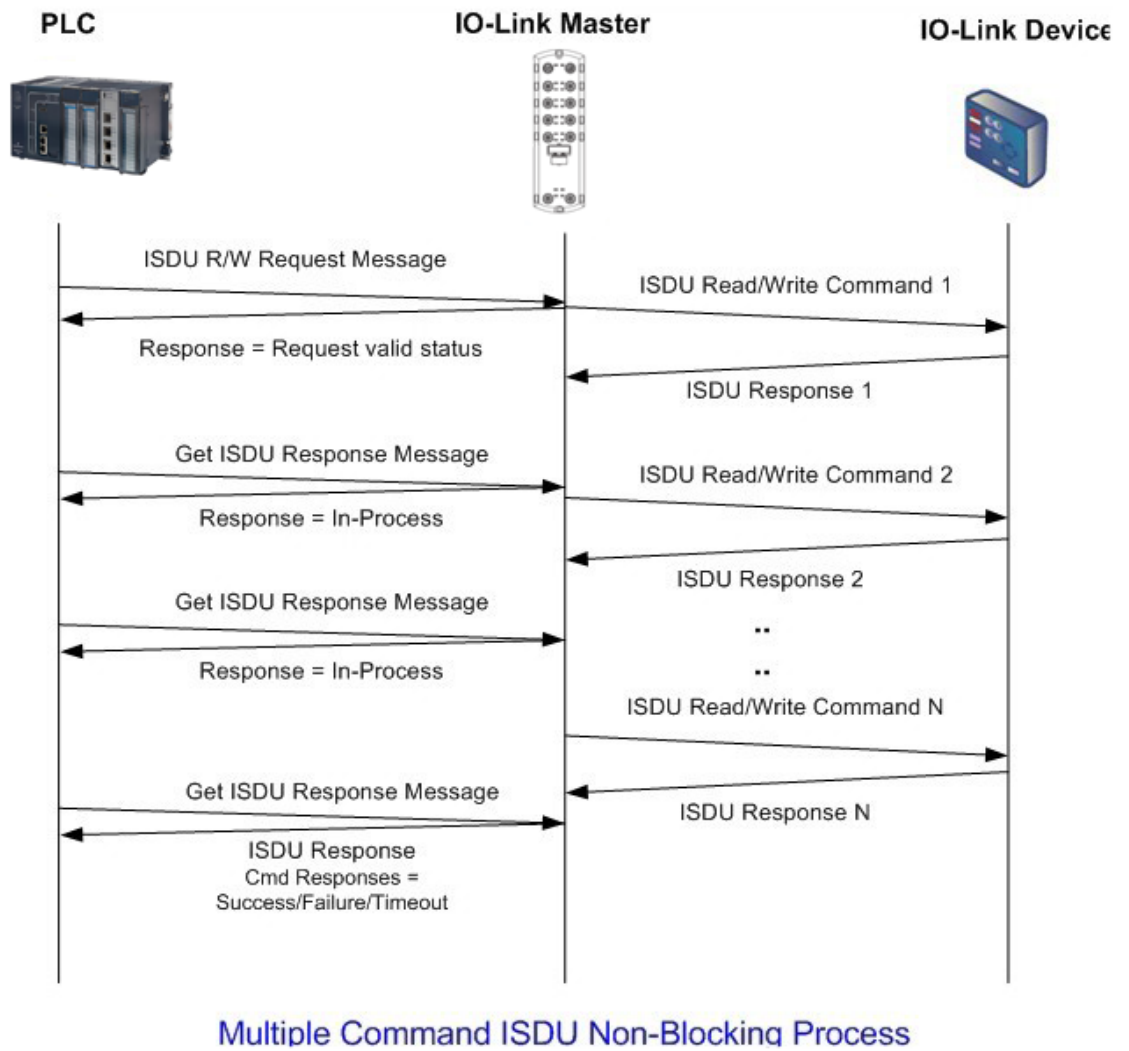 PLC
IO-Link Master
IO-Link Device
ISDU R/W Request Message
ISDU Read/Write Command 1
Response = Request valid status
ISDU Response 1
Get ISDU Response Message
ISDU Read/Write Command 2
Response = In-Process
ISDU Response 2
Get ISDU Response Message
..
Response = In-Process
..
ISDU Read/Write Command N
Get ISDU Response Message
ISDU Response N
ISDU Response
Cmd Responses =
Success/Failure/Timeout
Multiple Command ISDU Non-Blocking Process